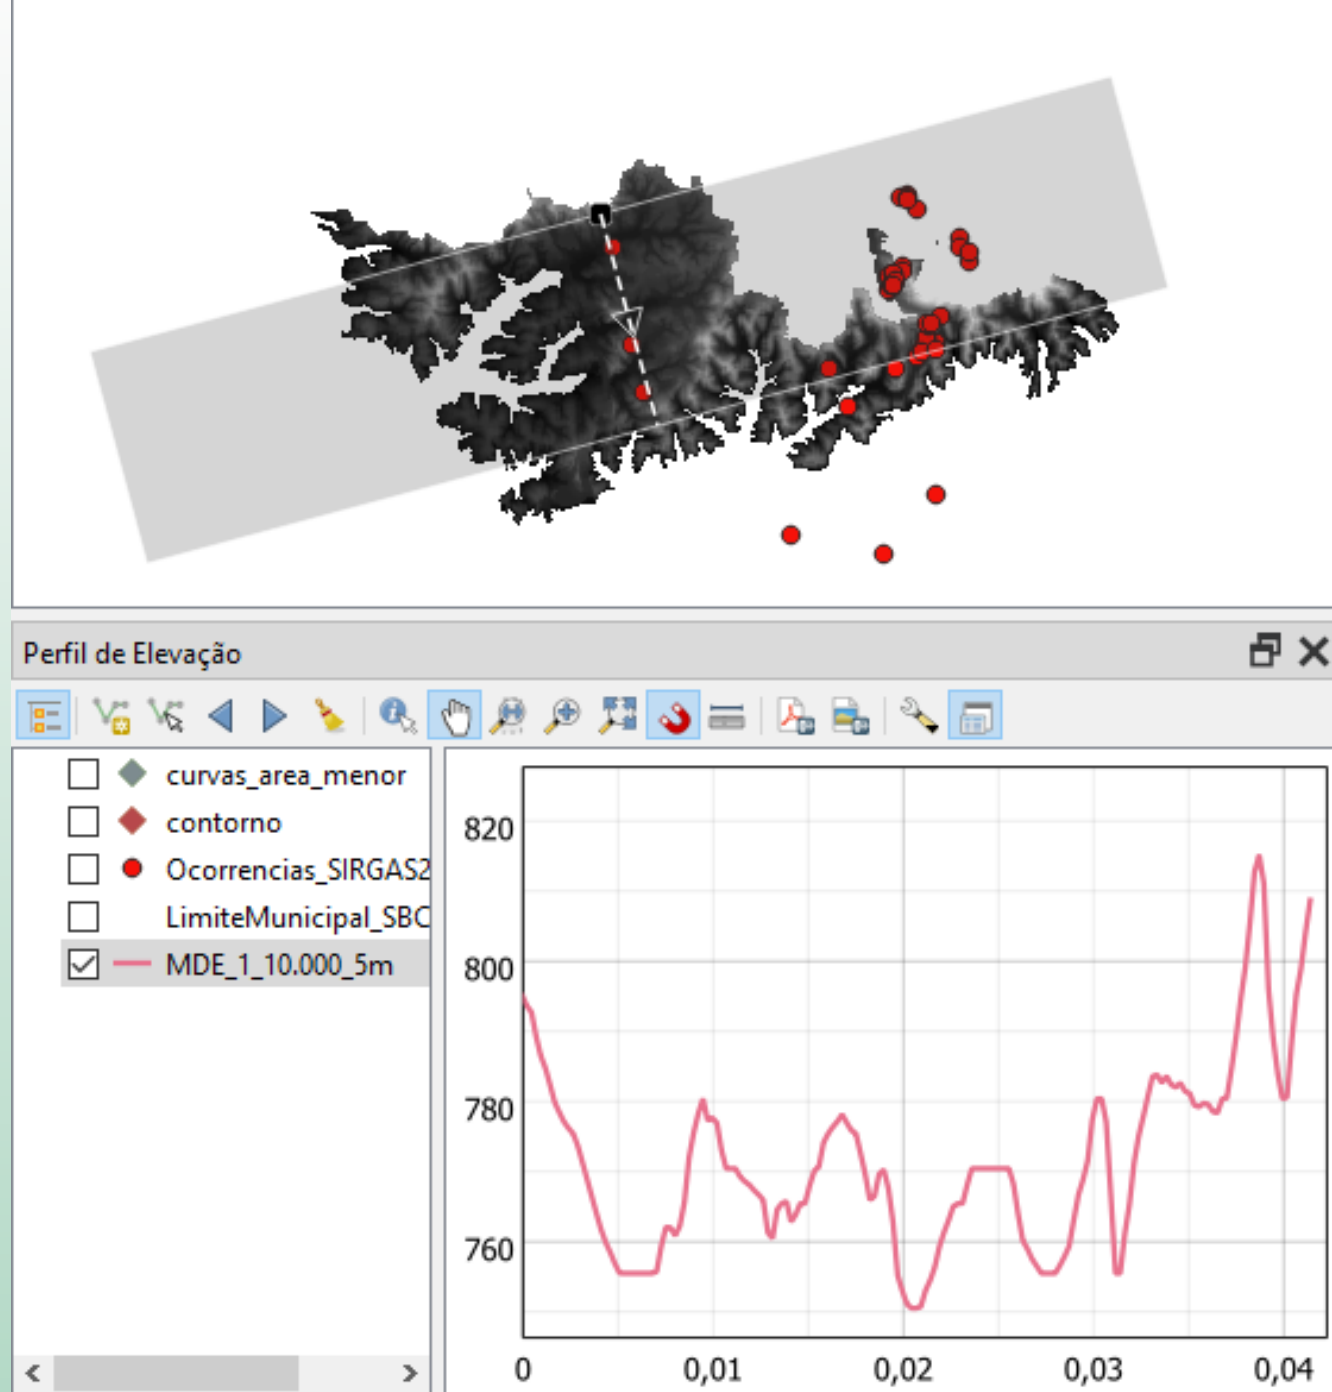 Perfil de Elevação
curvas_area_menor
contorno
Ocorrencias_SIRGAS2
LimiteMunicipal_SBC
MDE_1_10.000_5m
820
800
780
760
0 0,01 0,02 0,03 0,04